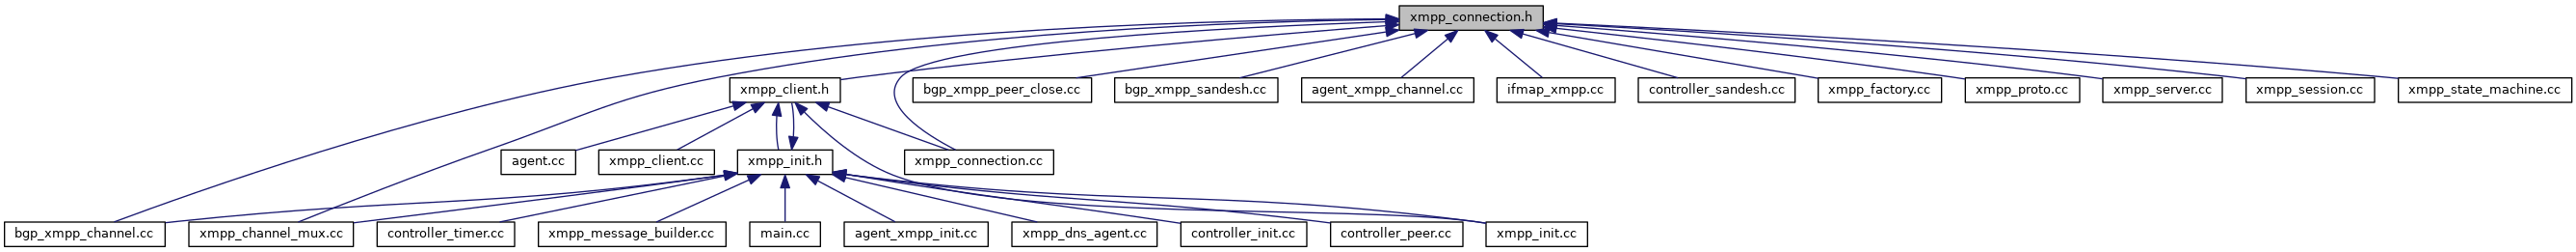 xmpp_connection.h
xmpp_client.h
bgp_xmpp_peer_close.cc
bgp_xmpp_sandesh.cc
agent_xmpp_channel.cc
ifmap_xmpp.cc
controller_sandesh.cc
xmpp_factory.cc
xmpp_proto.cc
xmpp_server.cc
xmpp_session.cc
xmpp_state_machine.cc
agent.cc
xmpp_client.cc
xmpp_init.h
xmpp_connection.cc
bgp_xmpp_channel.cc
xmpp_channel_mux.cc
controller_timer.cc
xmpp_message_builder.cc
main.cc
agent_xmpp_init.cc
xmpp_dns_agent.cc
controller_init.cc
controller_peer.cc
xmpp_init.cc